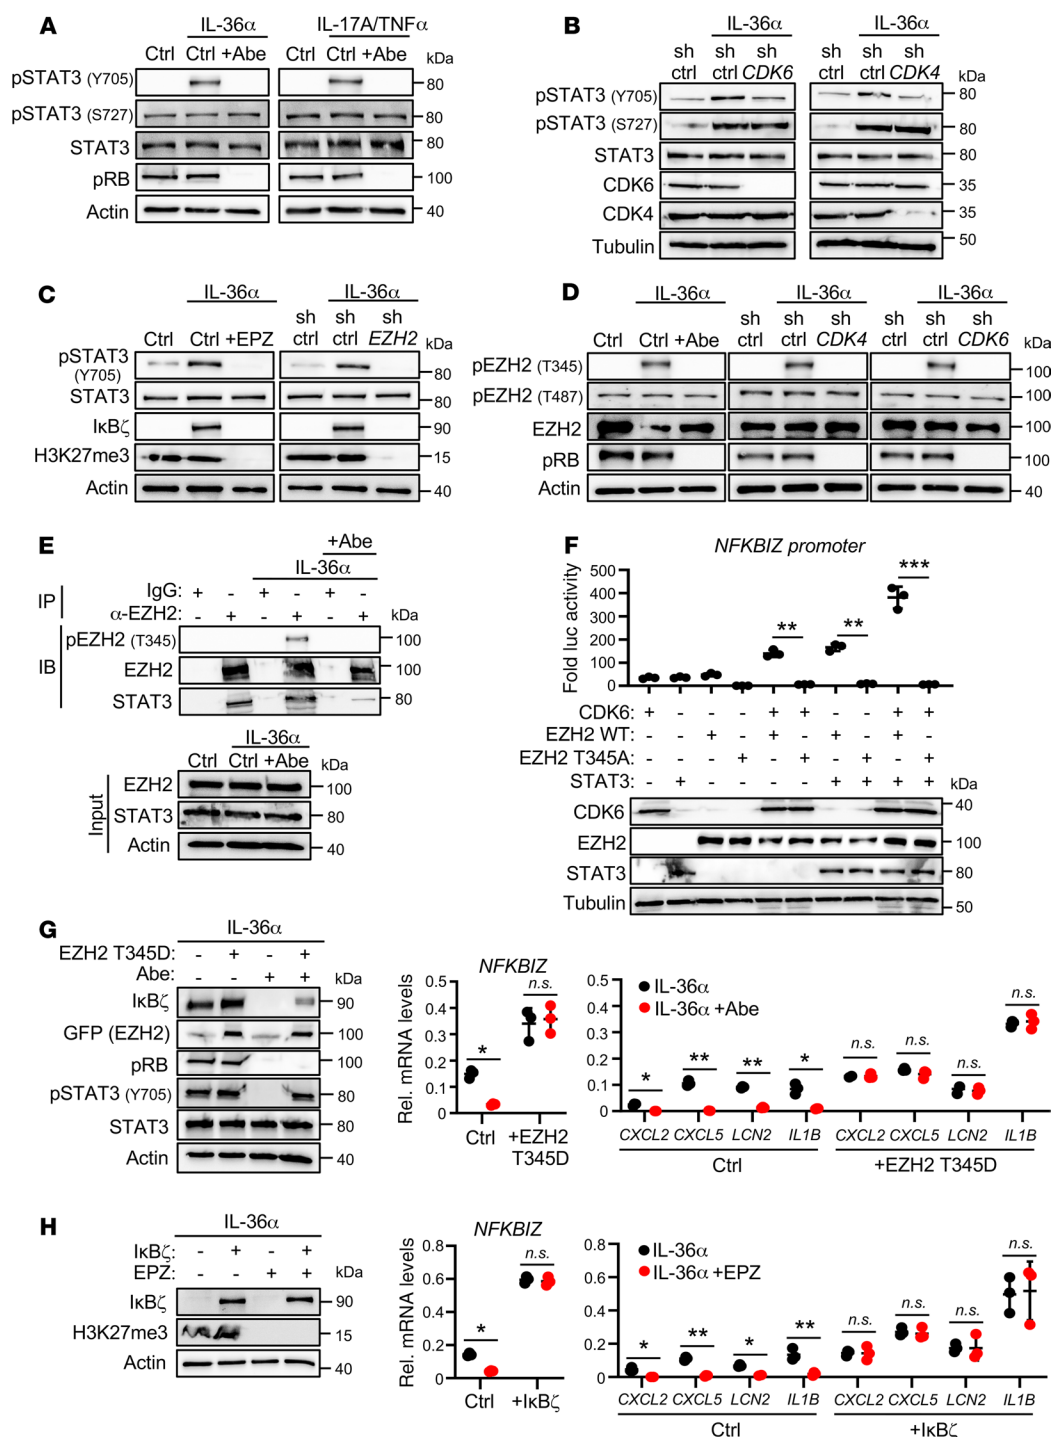 A
IL-36α IL-17A/TNFα
Ctrl Ctrl +Abe Ctrl Ctrl +Abe kDa
pSTAT3 (Y705) 80
pSTAT3 (S727) 80
STAT3 80
pRB 100
Actin 40
B
IL-36α IL-36α
sh sh sh sh sh sh
ctrl ctrl CDK6 ctrl ctrl CDK4 kDa
pSTAT3 (Y705) 80
pSTAT3 (S727) 80
STAT3 80
CDK6 35
CDK4 35
Tubulin 50
C
IL-36α IL-36α
sh sh sh
Ctrl Ctrl +EPZ ctrl ctrl EZH2 kDa
pSTAT3
(Y705) 80
STAT3 80
IκBζ 90
H3K27me3 15
Actin 40
D
IL-36α IL-36α IL-36α
sh sh sh sh sh sh
Ctrl Ctrl +Abe ctrl ctrl CDK4 ctrl ctrl CDK6 kDa
pEZH2 (T345) 100
pEZH2 (T487) 100
EZH2 100
pRB
Actin 40
E
+Abe
IL-36α
IP
IgG: + - + - + -
α-EZH2: - + - + - + kDa
IB
pEZH2 (T345) 100
EZH2 100
STAT3 80
IL-36α
Ctrl Ctrl +Abe kDa
Input
EZH2 100
STAT3 80
Actin 40
F
NFKBIZ promoter
Fold luc activity
500
400
300
200
100
0
** ** ***
CDK6: + - - - + + - - + +
EZH2 WT: - - + - + - + - + -
EZH2 T345A: - - - + - + - + - +
STAT3: - + - - - - + + + + kDa
CDK6 40
EZH2 100
STAT3 80
Tubulin 50
G
IL-36α
EZH2 T345D: - + - +
Abe: - - + + kDa
IκBζ 90
GFP (EZH2) 100
pRB 100
pSTAT3 (Y705) 80
STAT3 80
Actin 40
NFKBIZ
Rel. mRNA levels
0.5
0.4
0.3
0.2
0.1
0
* n.s.
Ctrl +EZH2
T345D
0.5
0.4
0.3
0.2
0.1
0
IL-36α
IL-36α +Abe
* ** ** * n.s. n.s. n.s. n.s.
CXCL2 CXCL5 LCN2 IL1B CXCL2 CXCL5 LCN2 IL1B
Ctrl +EZH2 T345D
H
IL-36α
IκBζ: - + - +
EPZ: - - + + kDa
IκBζ 90
H3K27me3 15
Actin 40
NFKBIZ
Rel. mRNA levels
0.8
0.6
0.4
0.2
0
* n.s.
Ctrl +IκBζ
0.8
0.6
0.4
0.2
0
IL-36α
IL-36α +EPZ
* ** * ** n.s. n.s. n.s. n.s.
CXCL2 CXCL5 LCN2 IL1B CXCL2 CXCL5 LCN2 IL1B
Ctrl +IκBζ